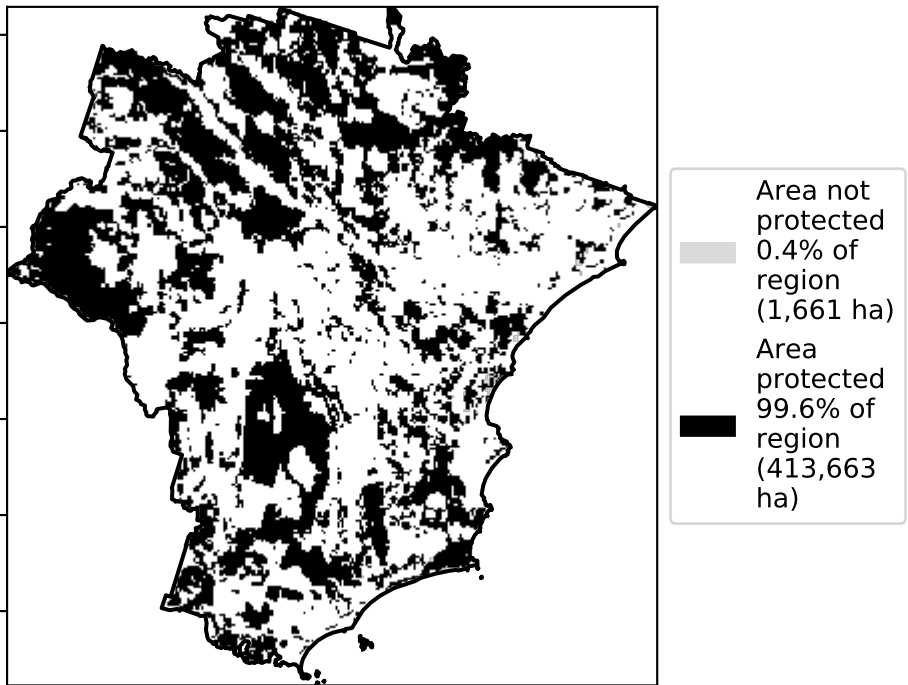 Area not
protected
0.4% of
region
(1,661 ha)
Area
protected
99.6% of
region
(413,663
ha)